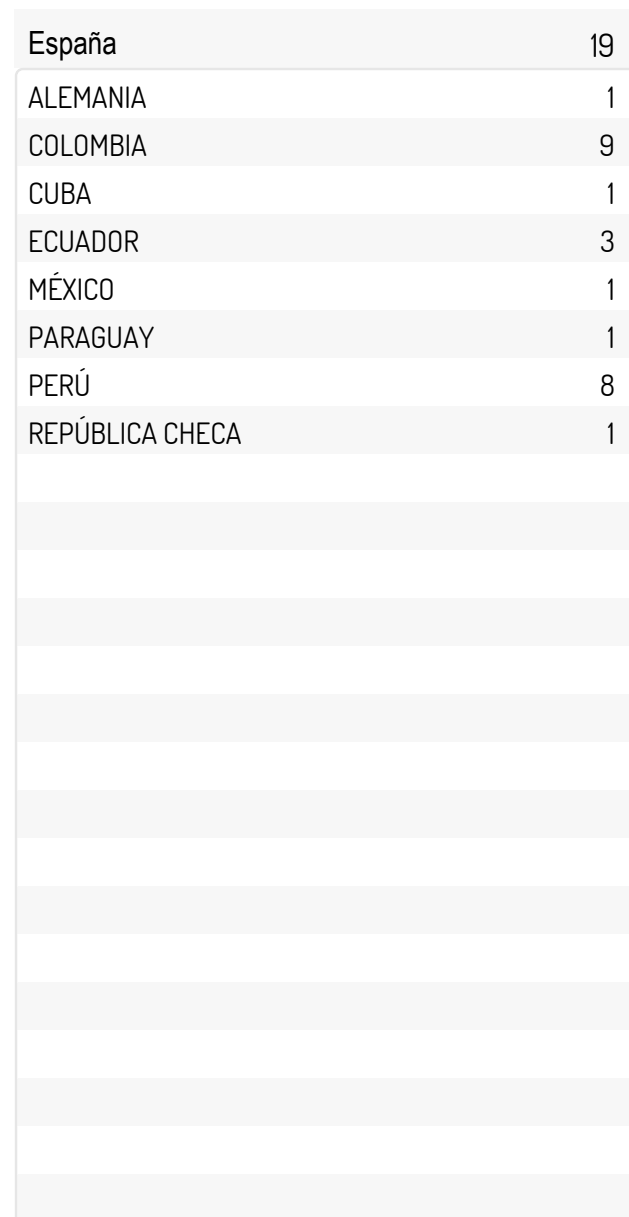 España 19
ALEMANIA 1
COLOMBIA 9
CUBA 1
ECUADOR 3
MÉXICO 1
PARAGUAY 1
PERÚ 8
REPÚBLICA CHECA 1